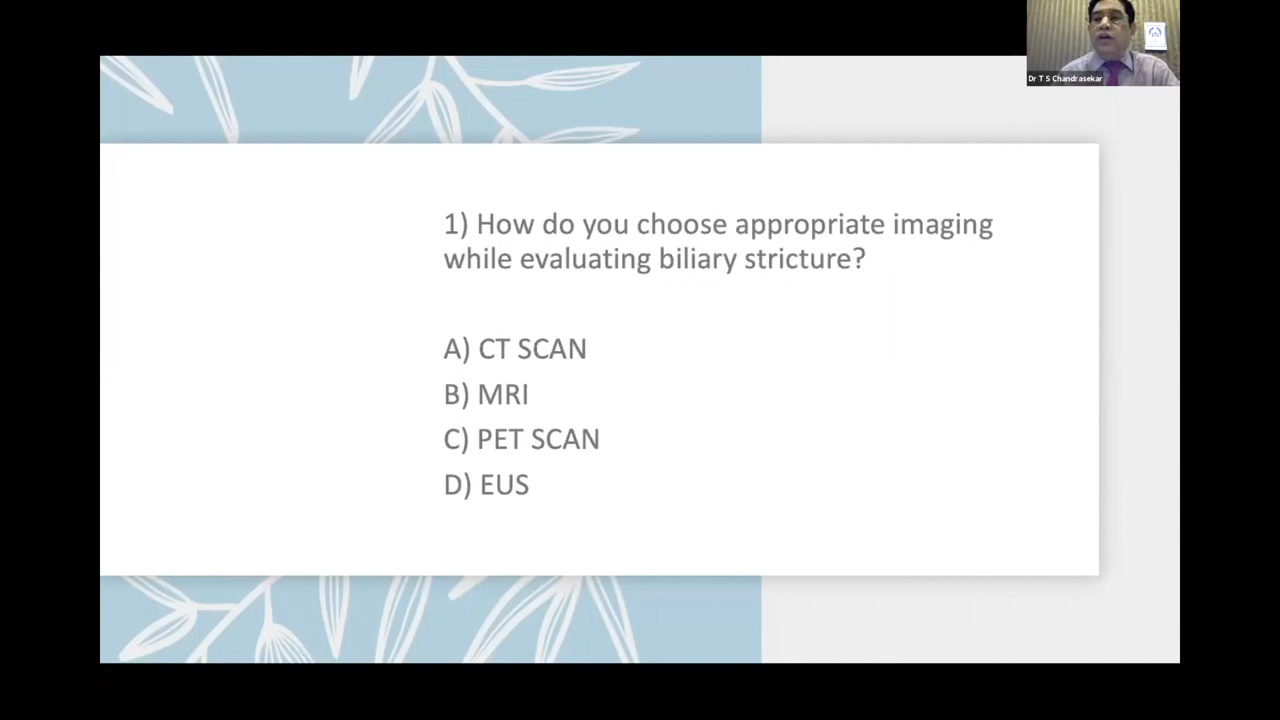 Dr T S Chandrasekar
1) How do you choose appropriate imaging
while evaluating biliary stricture?
A) CT SCAN
B) MRI
C) PET SCAN
D) EUS